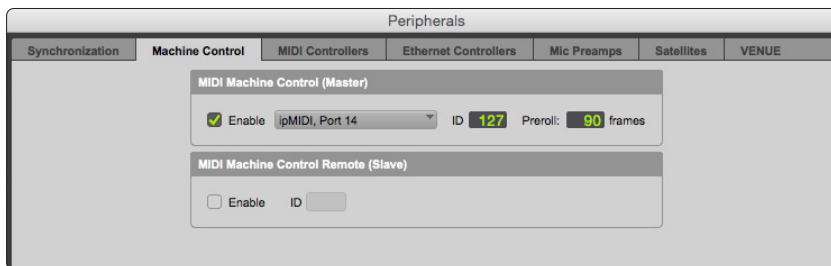 Peripherals
Synchronization Machine Control MIDI Controllers Ethernet Controllers Mic Preamps Satellites VENUE
MIDI Machine Control (Master)
Enable ipMIDI, Port 14 ID 127 Preroll: 90 frames
MIDI Machine Control Remote (Slave)
Enable ID